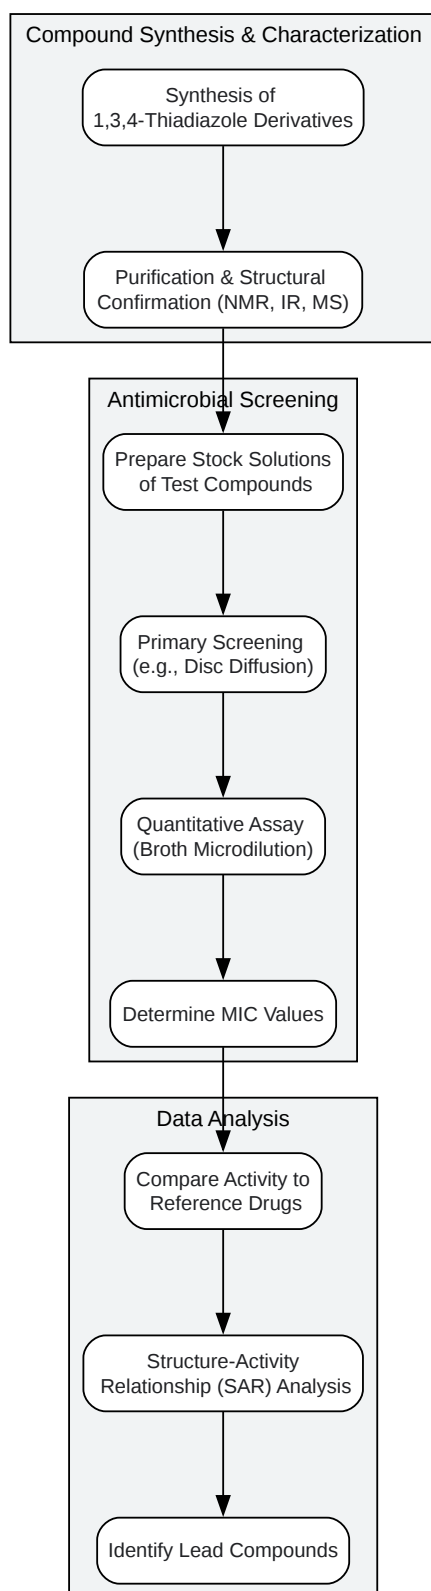 Compound Synthesis & Characterization
Synthesis of
1,3,4-Thiadiazole Derivatives
Purification & Structural
Confirmation (NMR, IR, MS)
Antimicrobial Screening
Prepare Stock Solutions
of Test Compounds
Primary Screening
(e.g., Disc Diffusion)
Quantitative Assay
(Broth Microdilution)
Determine MIC Values
Data Analysis
Compare Activity to
Reference Drugs
Structure-Activity
Relationship (SAR) Analysis
Identify Lead Compounds